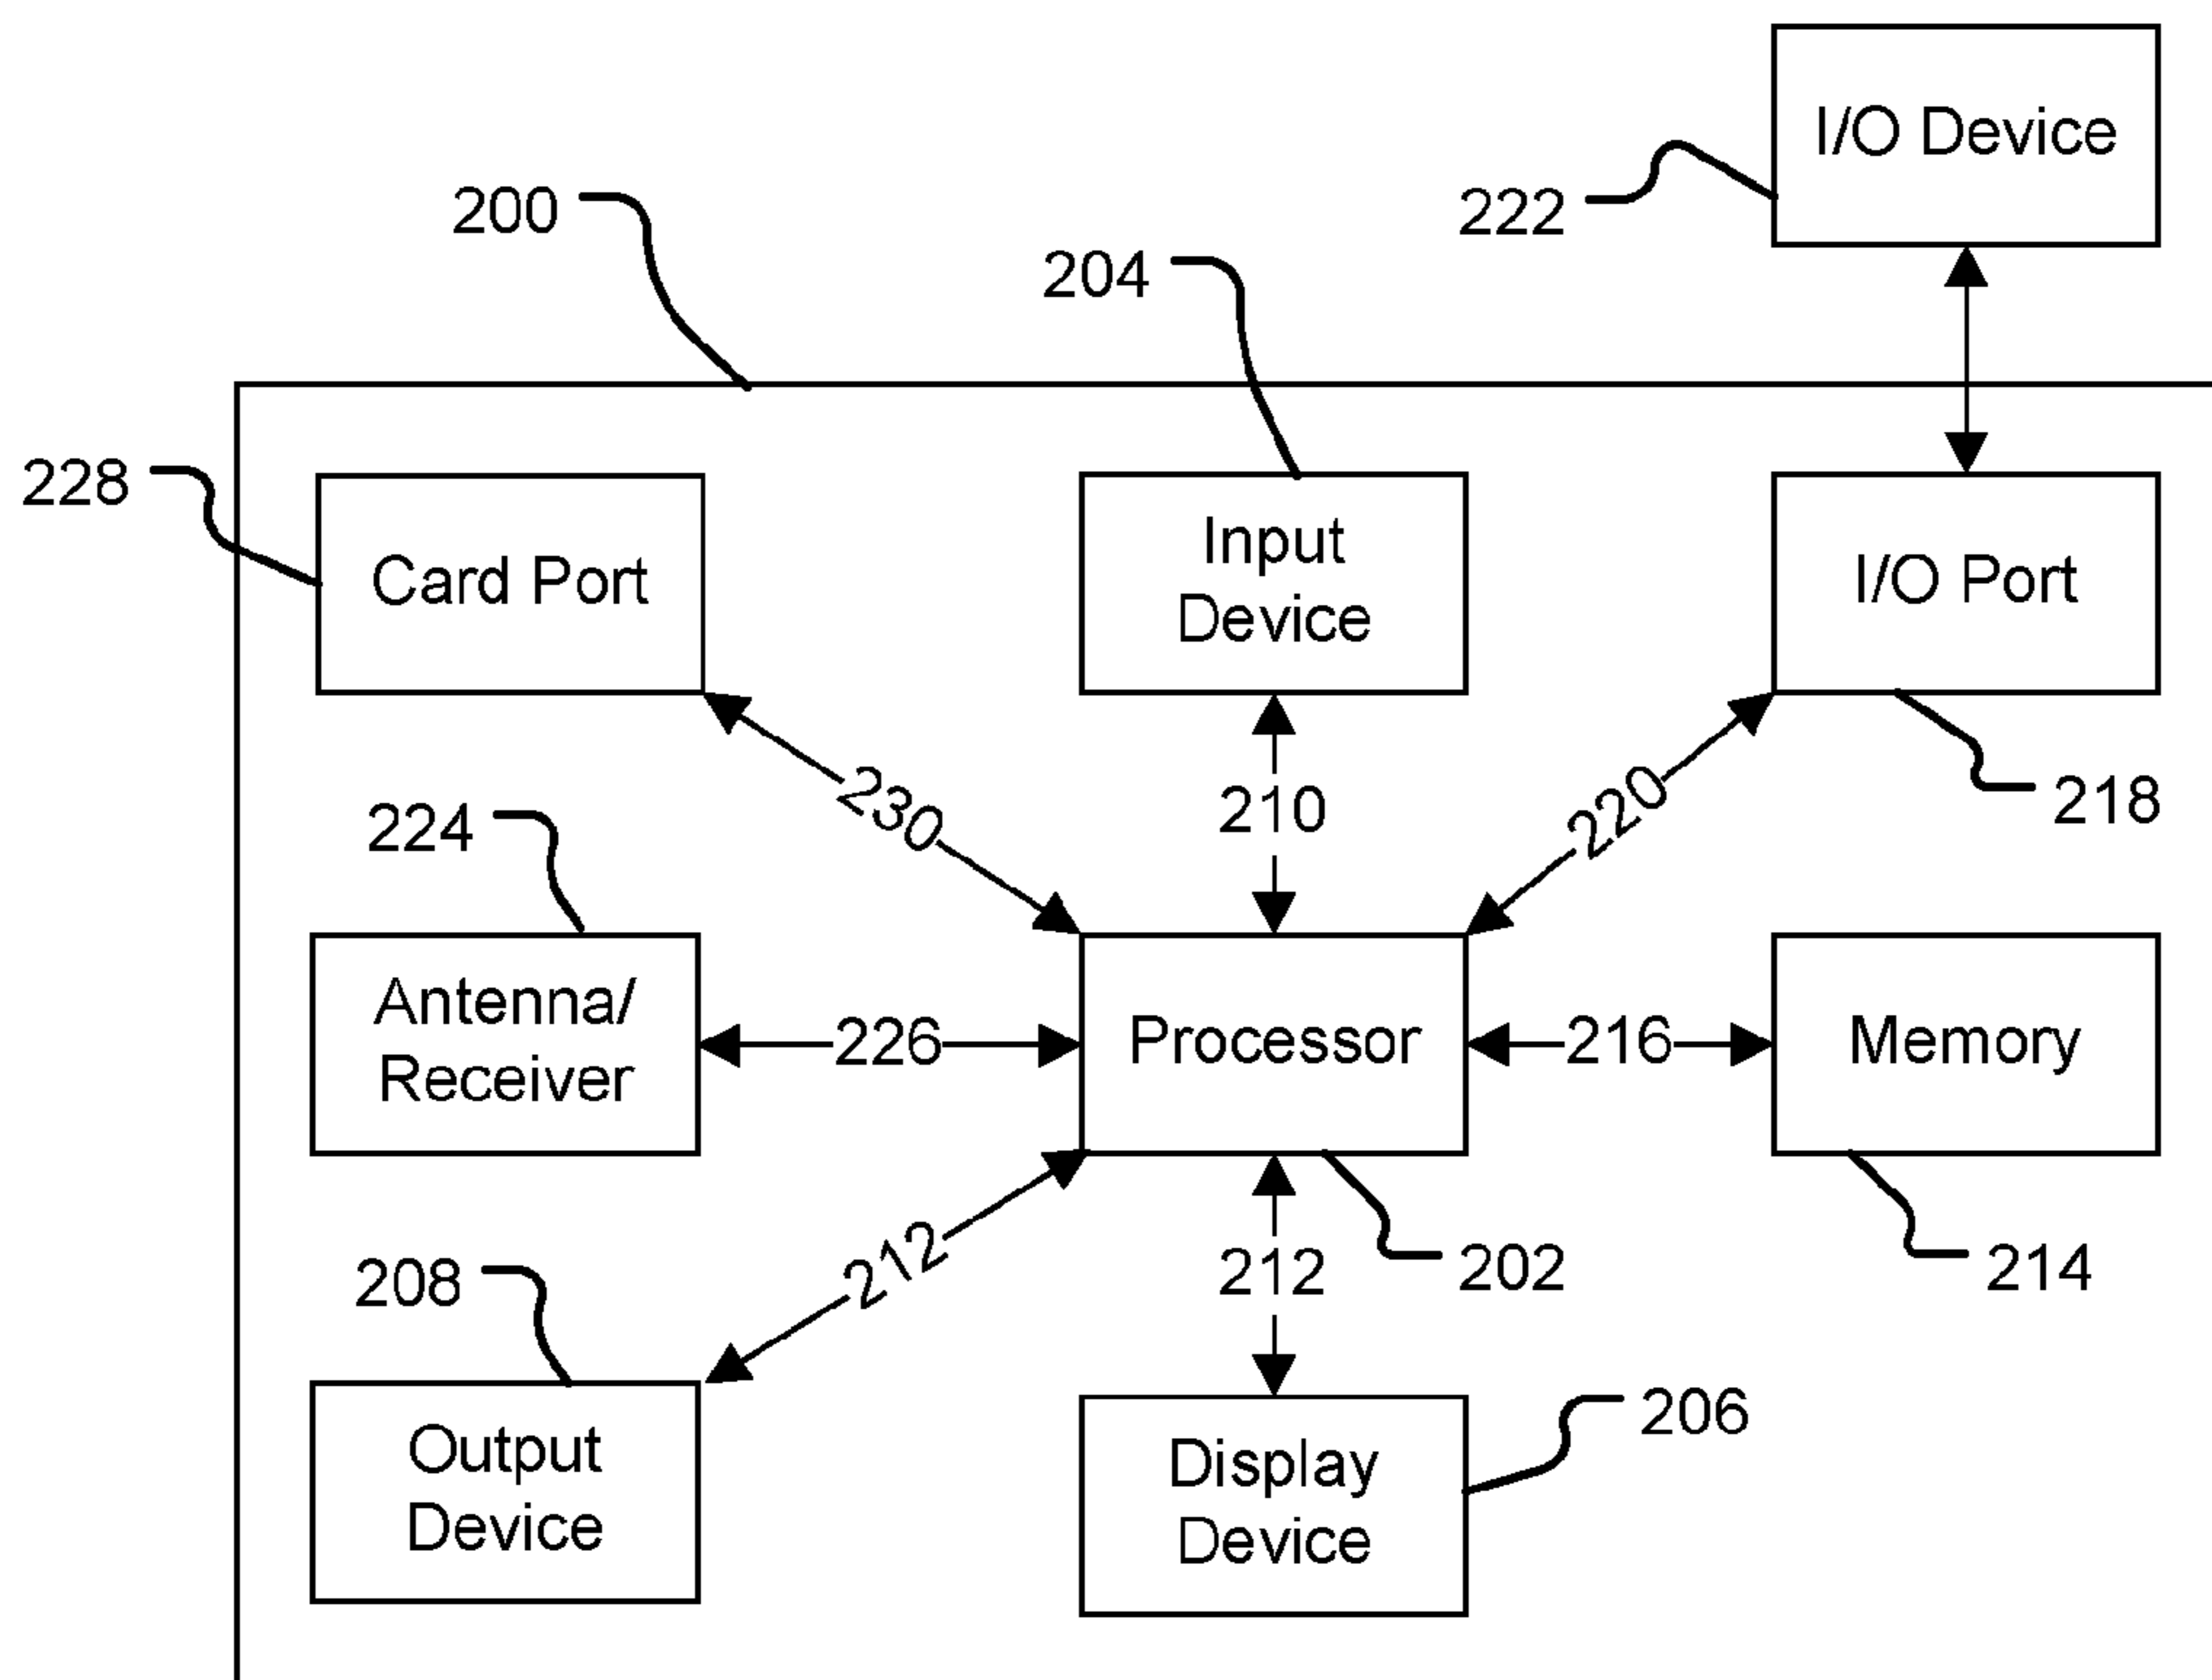 I/O Device
222
200
204
228
Card Port
Input
Device
I/O Port
218
230
210
220
224
Antenna/
Receiver
226
Processor
216
Memory
212
212
202
214
208
Output
Device
206
Display
Device